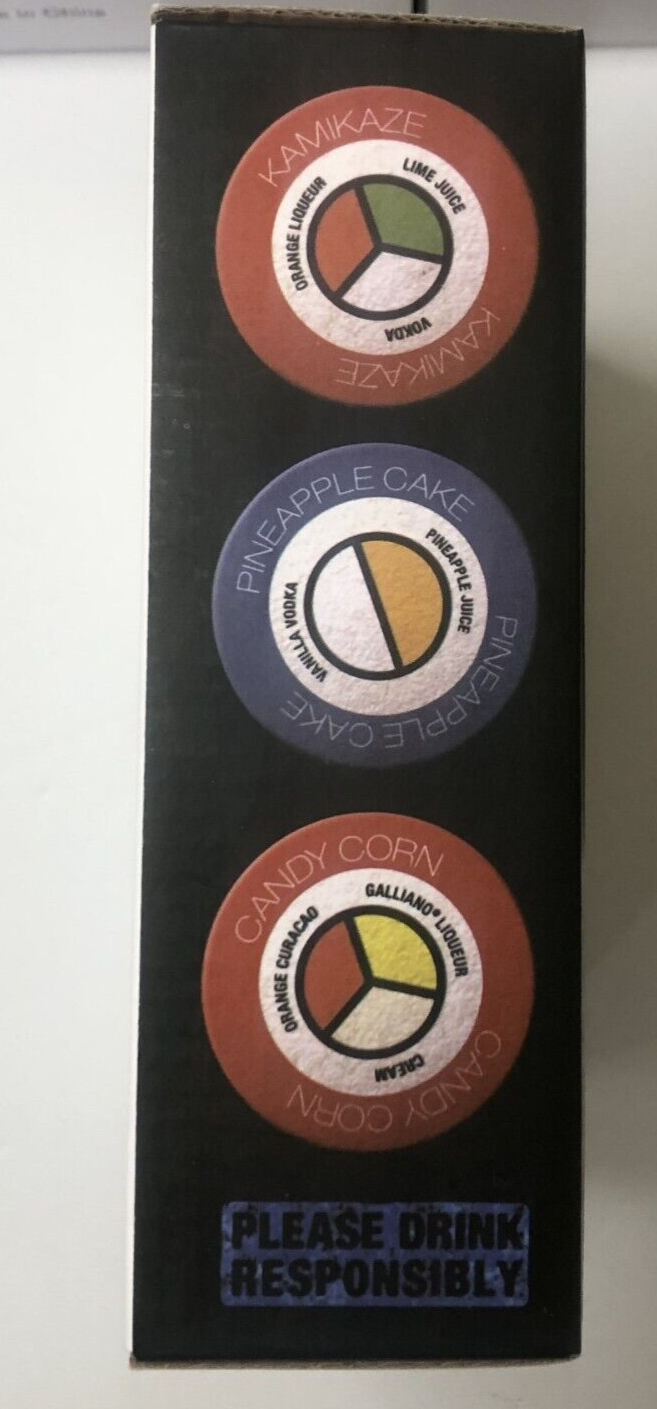 KAMIKAZE
ORANGE LIQUEUR
LIME JUICE
VOKDA
KAMIKAZE
PINEAPPLE CAKE
PINEAPPLE JUICE
VANILLA VODKA
PINEAPPLE CAKE
CANDY CORN
ORANGE CURACAO
GALLIANO® LIQUEUR
CREAM
CANDY CORN
PLEASE DRINK
RESPONSIBLY